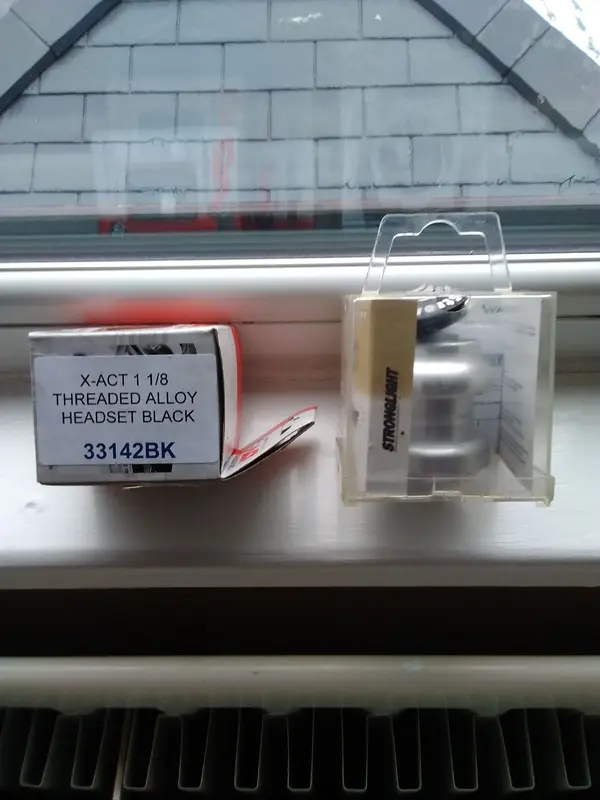 X-ACT 1 1/8
THREADED ALLOY
HEADSET BLACK
33142BK
STRONGLIGHT